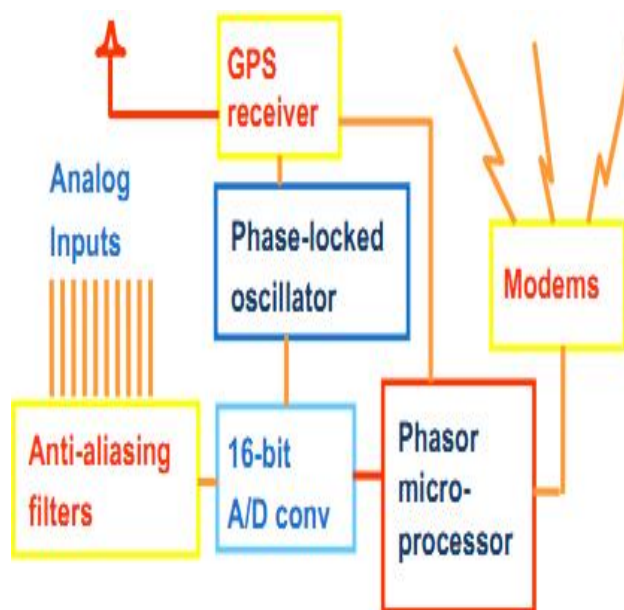 GPS
receiver
Analog
Inputs
Phase-locked
oscillator
Modems
Anti-aliasing
filters
16-bit
A/D conv
Phasor
micro-
processor